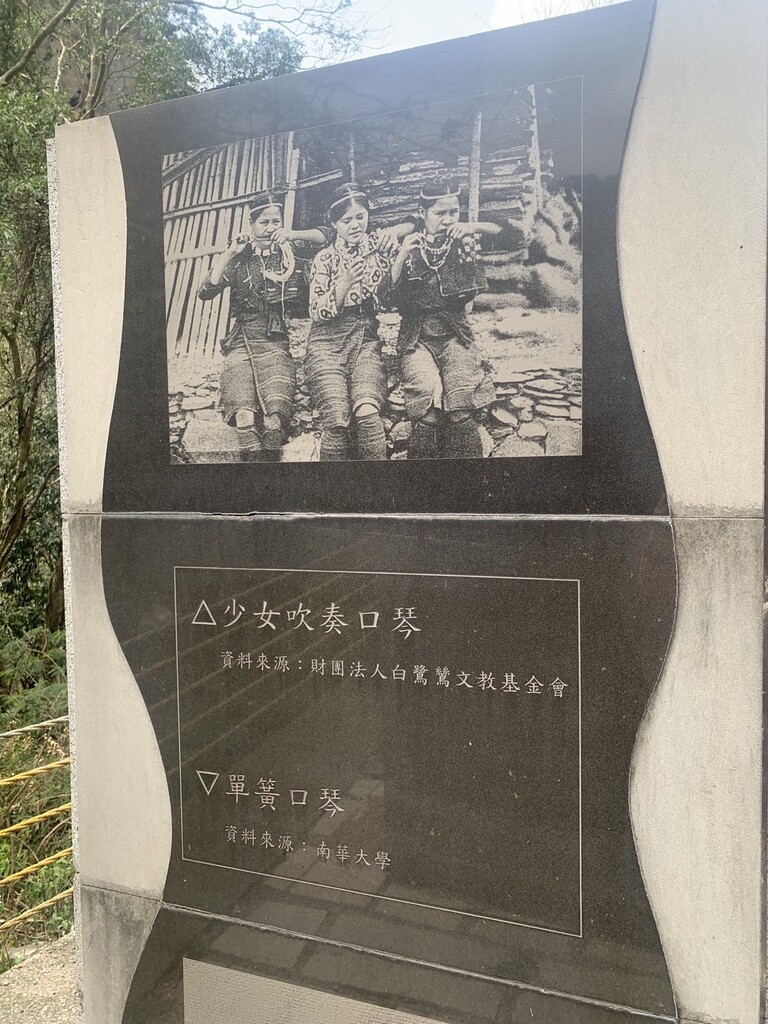 △少女吹奏口琴
資料來源：財團法人白鷺鷥文教基金會
▽單簧口琴
資料來源：南華大學